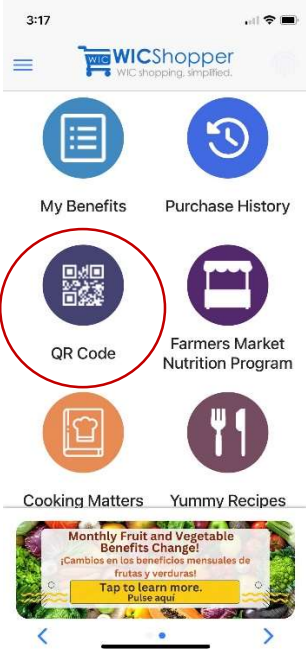 3:17
WIC WICShopper
WIC shopping, simplified.
My Benefits
Purchase History
QR Code
Farmers Market
Nutrition Program
Cooking Matters
Yummy Recipes
Monthly Fruit and Vegetable
Benefits Change!
¡Cambios en los beneficios mensuales de
frutas y verduras!
Tap to learn more.
Pulse aquí